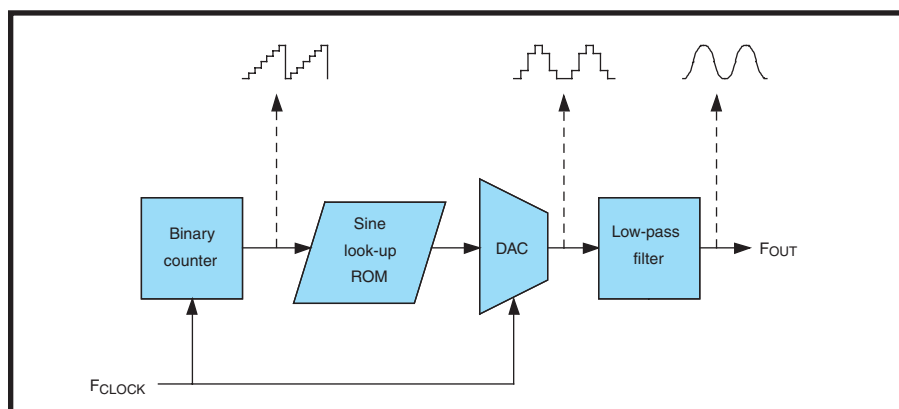 Binary
counter
Sine
look-up
ROM
DAC
Low-pass
filter
FOUT
FCLOCK